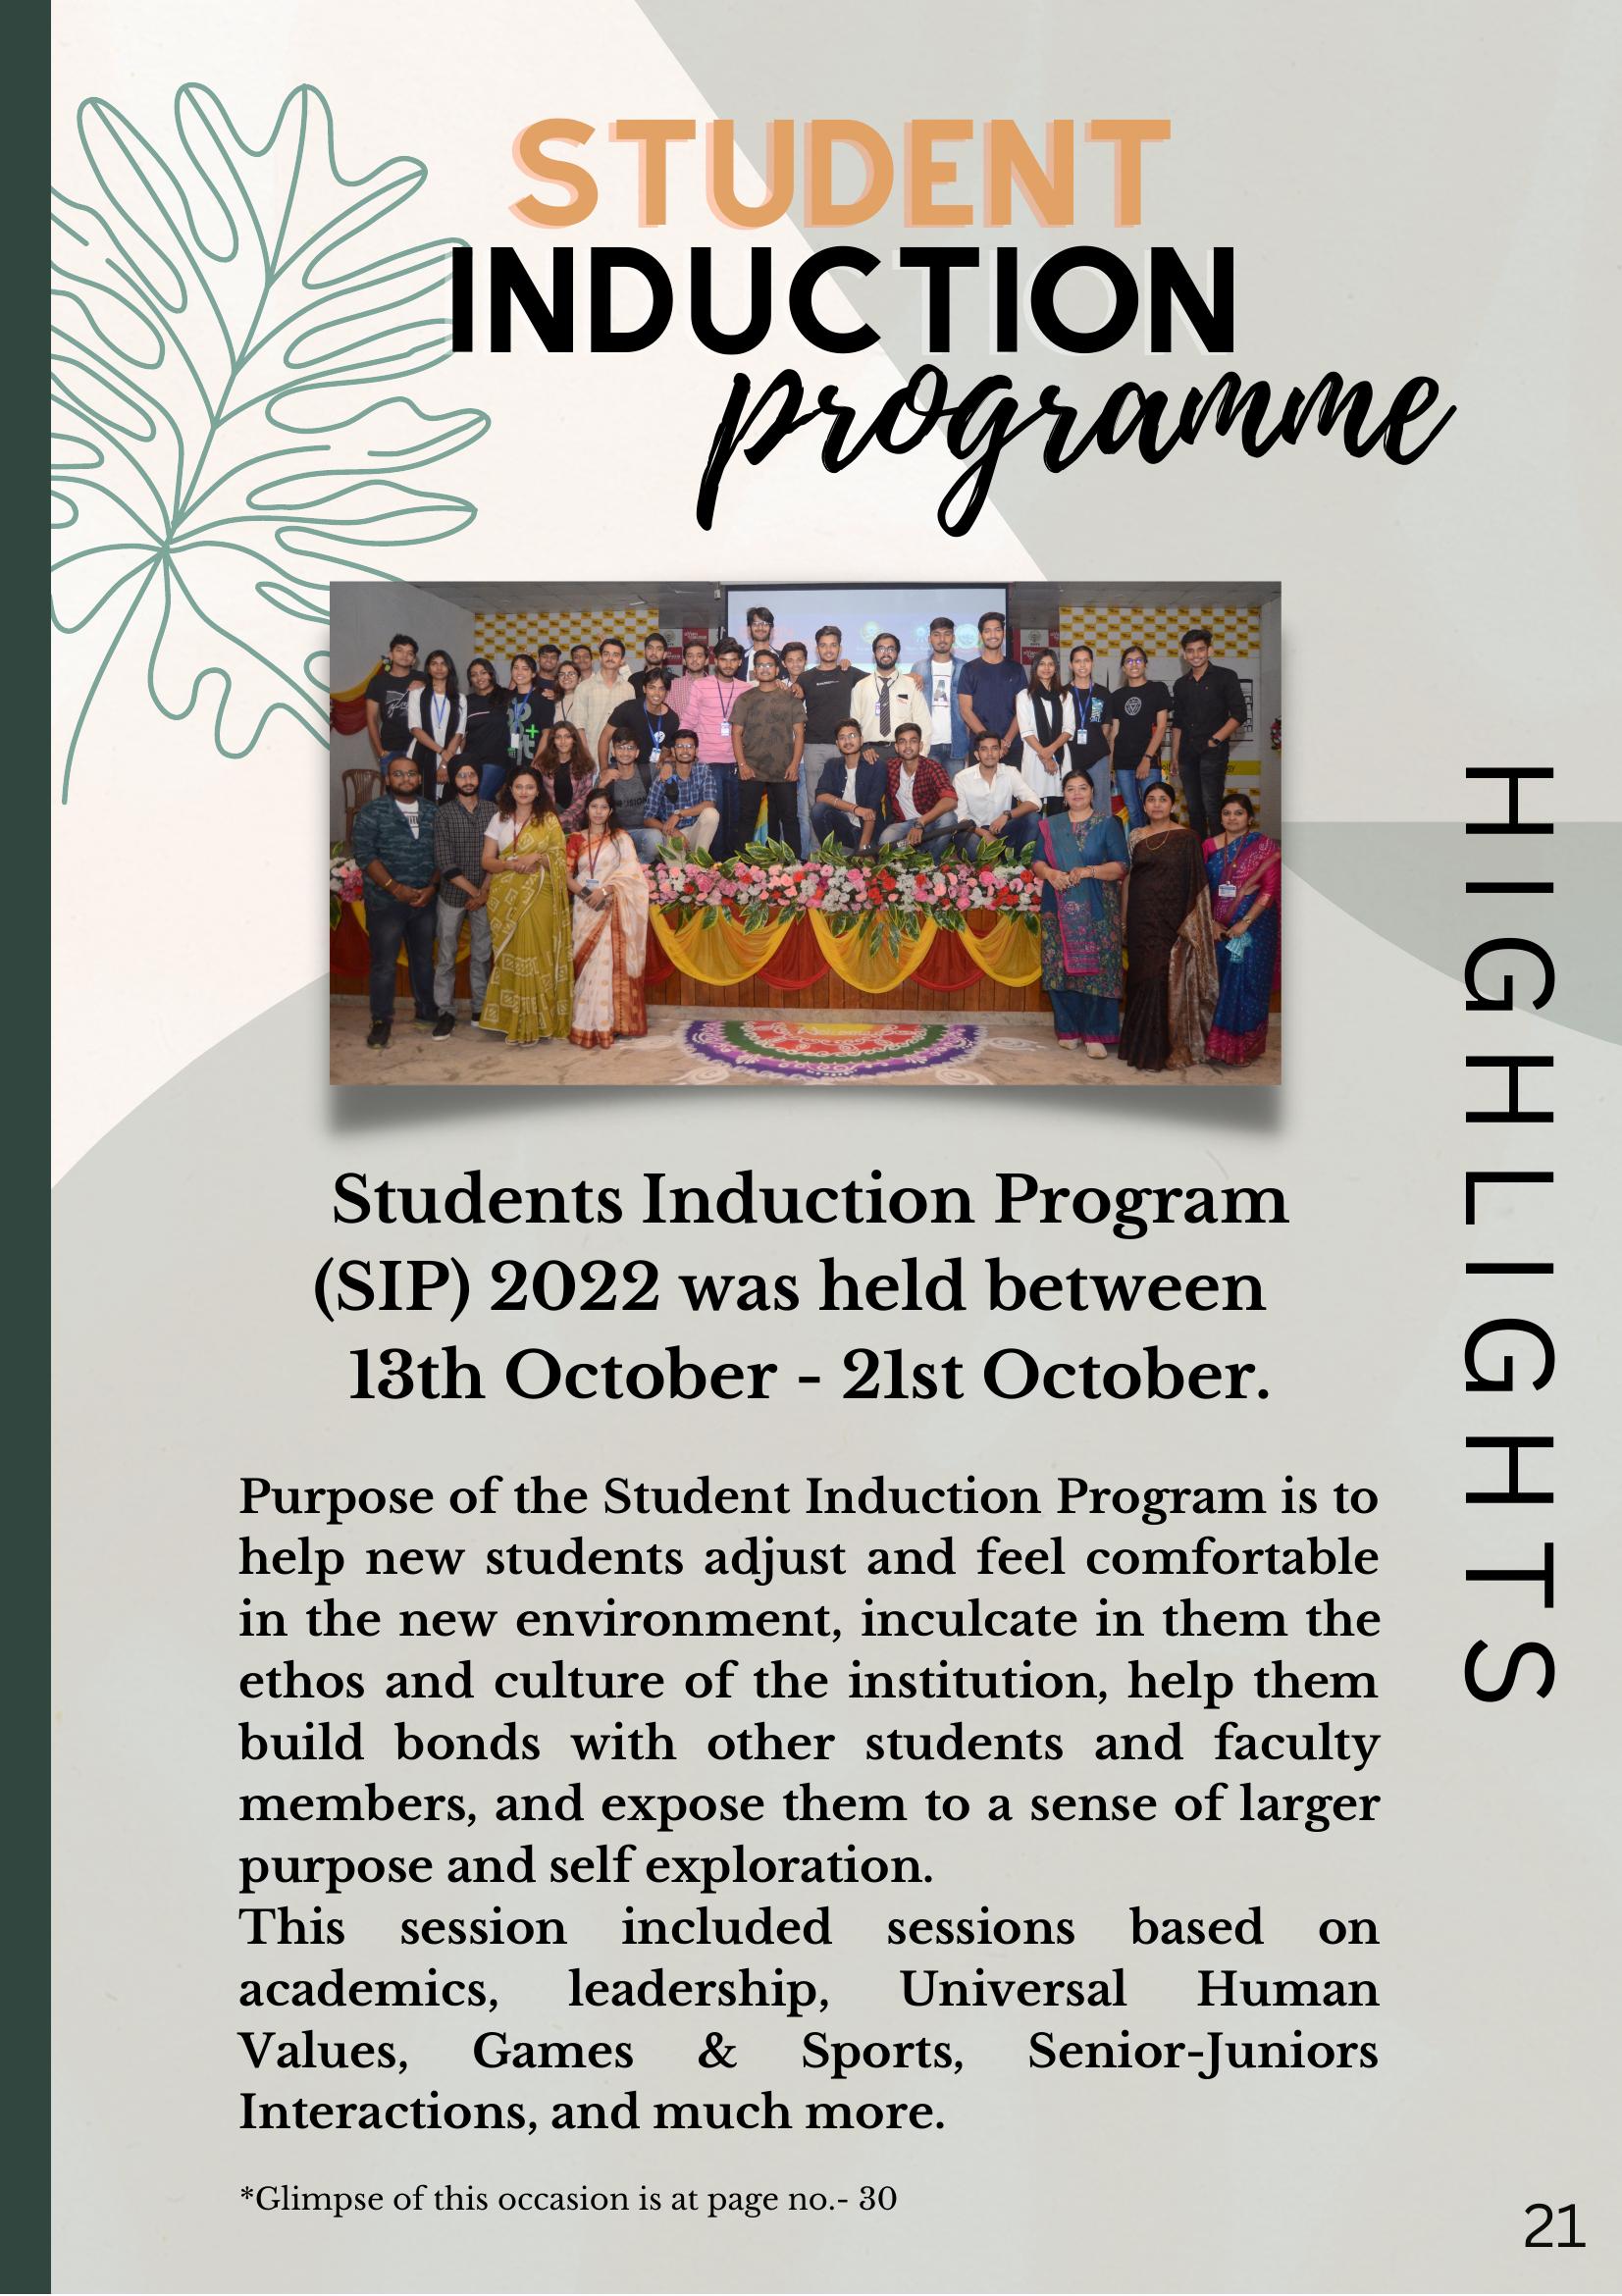 STUDENT
INDUCTION
programme
Students Induction Program
(SIP) 2022 was held between
13th October - 21st October.
HIGHLIGHTS
Purpose of the Student Induction Program is to
help new students adjust and feel comfortable
in the new environment, inculcate in them the
ethos and culture of the institution, help them
build bonds with other students and faculty
members, and expose them to a sense of larger
purpose and self exploration.
This session included sessions based on
academics, leadership, Universal Human
Values, Games & Sports, Senior-Juniors
Interactions, and much more.
*Glimpse of this occasion is at page no.- 30
21